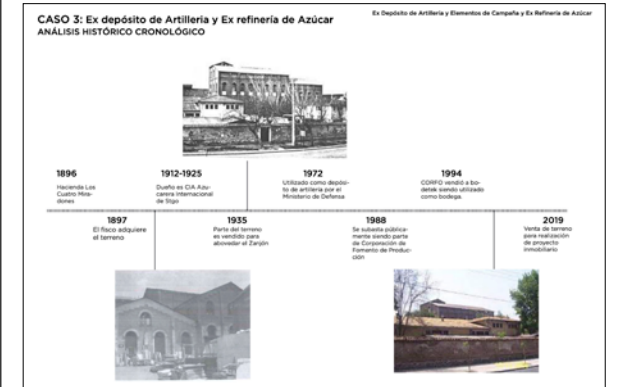 CASO 3: Ex depósito de Artilleria y Ex refinería de Azúcar
ANÁLISIS HISTÓRICO CRONOLÓGICO
Ex Depósito de Artillería y Elementos de Campaña y Ex Refinería de Azúcar
1896
Hacienda Los
Cuatro Mira-
dones
1912-1925
Dueño es CIA Azu-
carera Internacional
de Stgo
1972
Utilizado como depósi-
to de artillería por el
Ministerio de Defensa
1994
CORFO vendió a bo-
detek siendo utilizado
como bodega.
1897
El fisco adquiere
el terreno
1935
Parte del terreno
es vendido para
abovedar el Zanjón
1988
Se subasta pública-
mente siendo parte
de Corporación de
Fomento de Produc-
ción
2019
Venta de terreno
para realización
de proyecto
inmobiliario